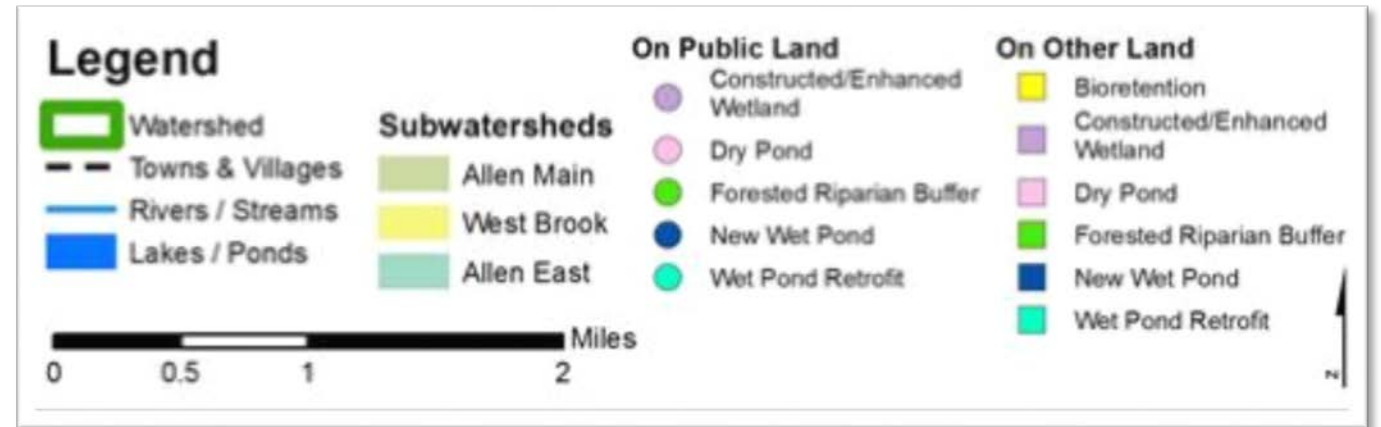 Legend
Watershed
Towns & Villages
Rivers / Streams
Lakes / Ponds
Subwatersheds
Allen Main
West Brook
Allen East
0 0.5 1 2
Miles
On Public Land
Constructed/Enhanced
Wetland
Dry Pond
Forested Riparian Buffer
New Wet Pond
Wet Pond Retrofit
On Other Land
Bioretention
Constructed/Enhanced
Wetland
Dry Pond
Forested Riparian Buffer
New Wet Pond
Wet Pond Retrofit
N